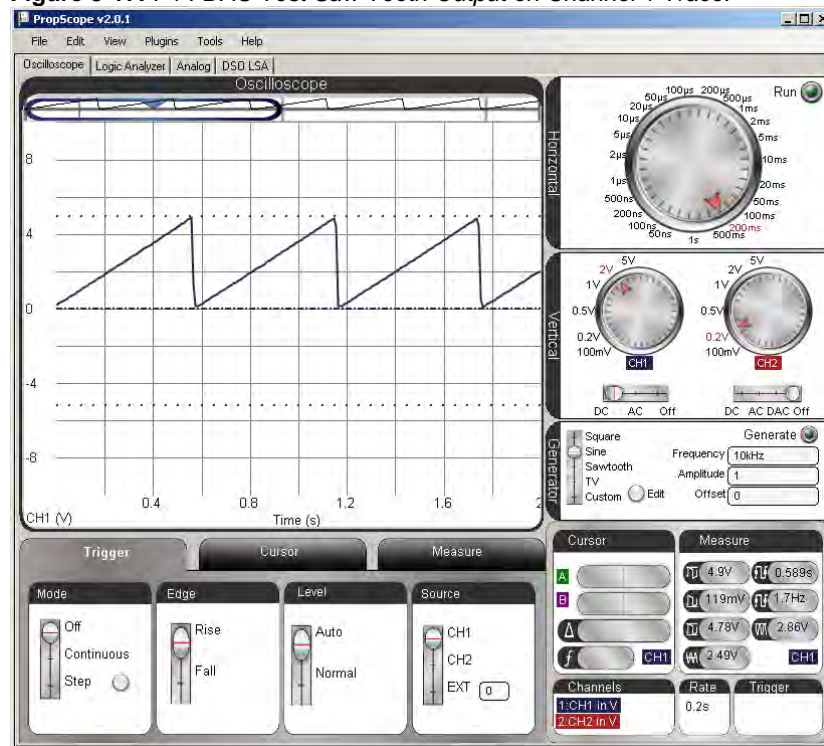 PropScope v2.0.1
File Edit View Plugins Tools Help
Oscilloscope Logic Analyzer Analog DSO LSA
Oscilloscope
8
4
0
-4
-8
0.4 0.8 1.2 1.6 2
CH1 (V) Time (s)
Horizontal
Run
100µs 200µs
50µs 500µs
20µs 1ms
10µs 2ms
5µs 5ms
2µs 10ms
1µs 20ms
500ns 50ms
200ns 100ms
100ns 200ms
50ns 1s 500ms
Vertical
5V 5V
2V 2V
1V 1V
0.5V 0.5V
0.2V 0.2V
100mV 100mV
CH1 CH2
DC AC Off DC AC DAC Off
Generator
Square Generate
Sine Frequency 10kHz
Sawtooth Amplitude 1
TV Offset 0
Custom Edit
Trigger Cursor Measure
Mode Edge Level Source
Off Rise Auto CH1
Continuous Fall Normal CH2
Step EXT 0
Cursor Measure
A 4.9V 0.589s
B 119mV 1.7Hz
Δ 4.78V 2.86V
f CH1 2.49V CH1
Channels Rate Trigger
1:CH1 in V 0.2s
2:CH2 in V